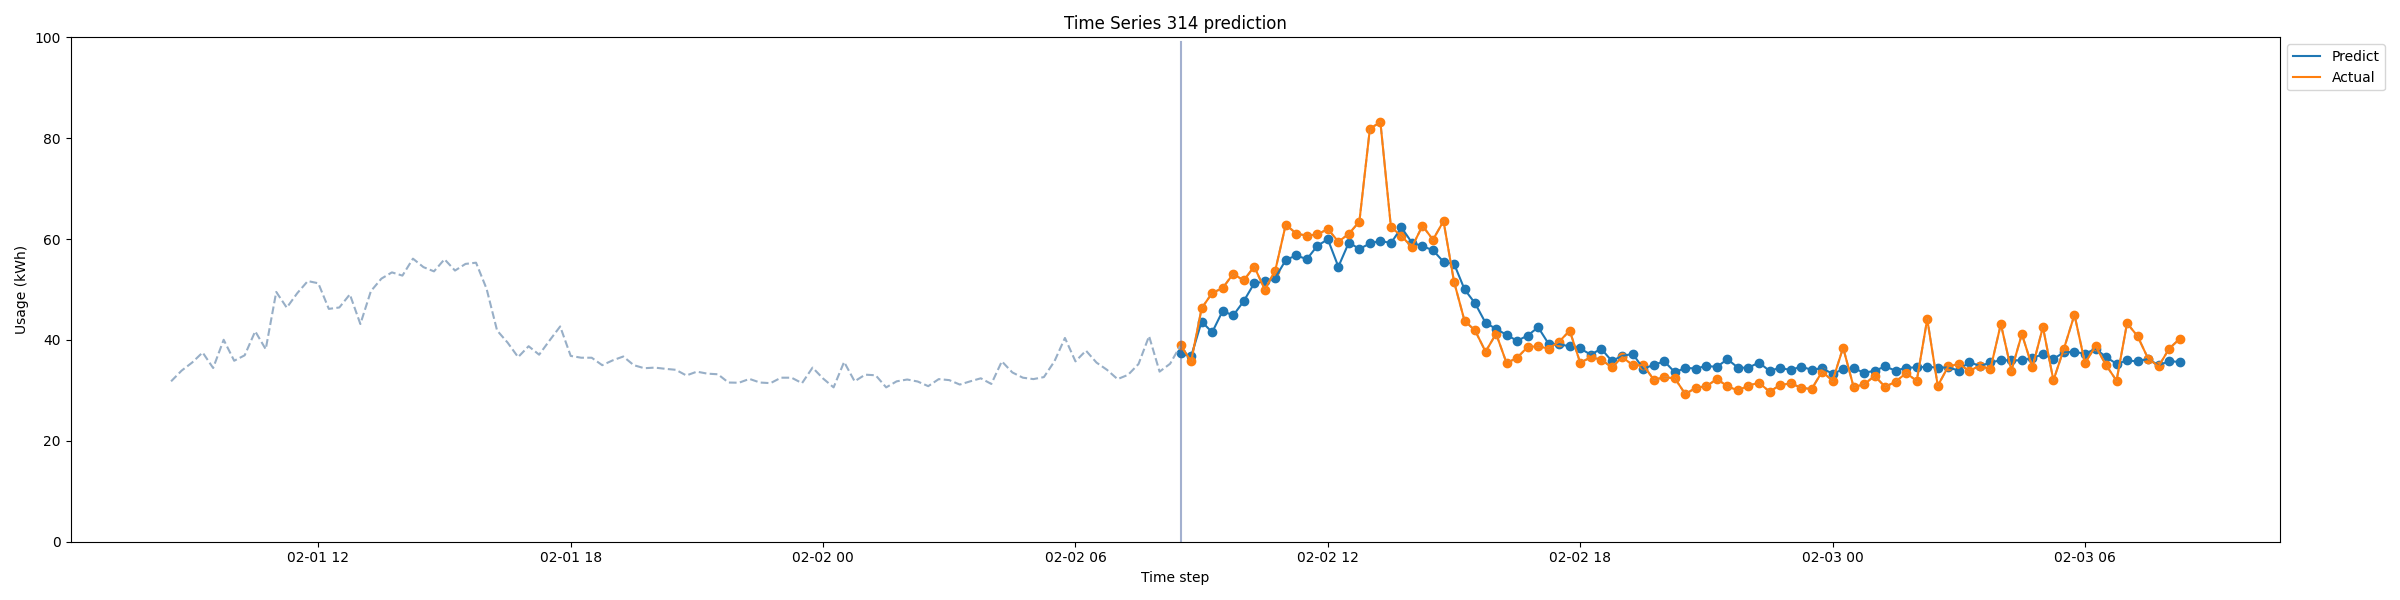 Time Series 314 prediction
100
80
60
40
20
0
Usage (kWh)
02-01 12
02-01 18
02-02 00
02-02 06
02-02 12
02-02 18
02-03 00
02-03 06
Time step
Predict
Actual